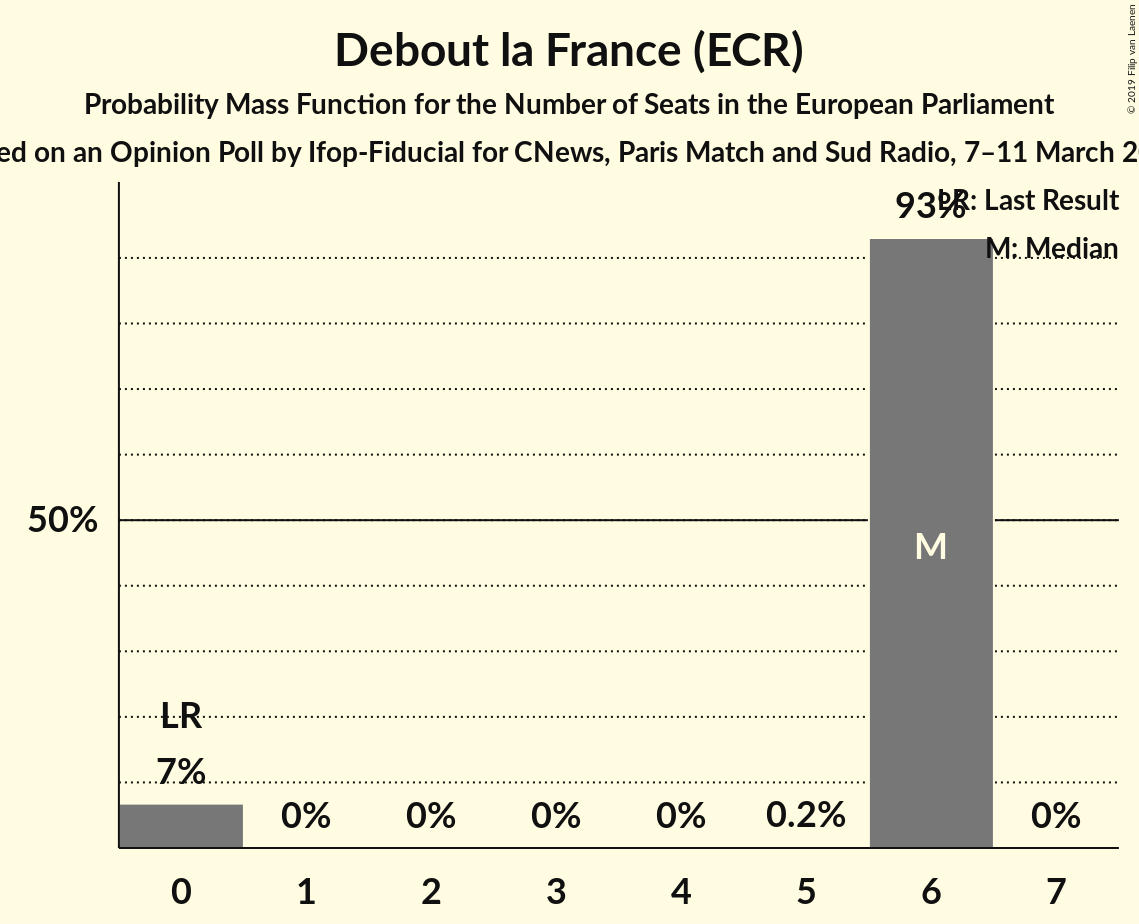 Debout la France (ECR)
Probability Mass Function for the Number of Seats in the European Parliament
ed on an Opinion Poll by Ifop-Fiducial for CNews, Paris Match and Sud Radio, 7–11 March 2
© 2019 Filip van Laenen
LR: Last Result
M: Median
93%
50%
M
LR
7%
0%
0%
0%
0%
0.2%
0%
0 1 2 3 4 5 6 7